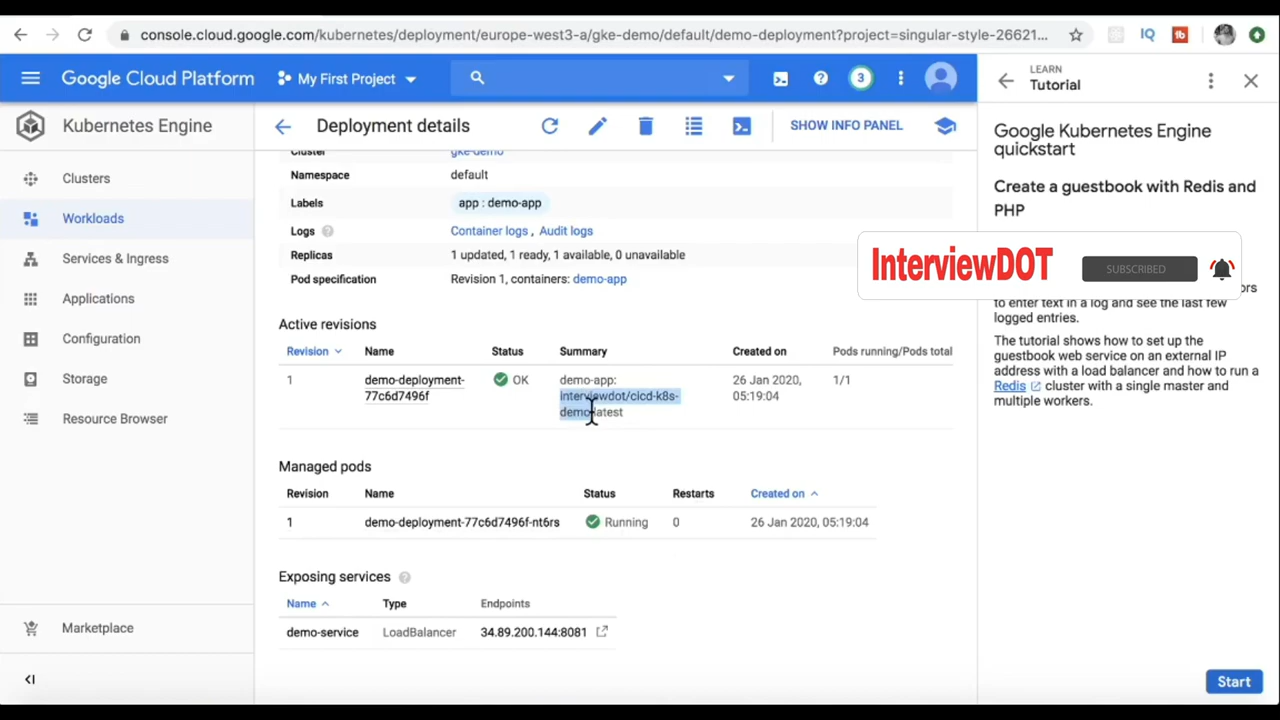 console.cloud.google.com/kubernetes/deployment/europe-west3-a/gke-demo/default/demo-deployment?project=singular-style-26621...
IQ
Google Cloud Platform
My First Project
3
LEARN
Tutorial
Kubernetes Engine
Deployment details
SHOW INFO PANEL
Clusters
Workloads
Services & Ingress
Applications
Configuration
Storage
Resource Browser
Marketplace
Cluster gke-demo
Namespace default
Labels app : demo-app
Logs Container logs , Audit logs
Replicas 1 updated, 1 ready, 1 available, 0 unavailable
Pod specification Revision 1, containers: demo-app
Active revisions
Revision Name Status Summary Created on Pods running/Pods total
1 demo-deployment-77c6d7496f OK demo-app: interviewdot/cicd-k8s-demo:latest 26 Jan 2020, 05:19:04 1/1
Managed pods
Revision Name Status Restarts Created on
1 demo-deployment-77c6d7496f-nt6rs Running 0 26 Jan 2020, 05:19:04
Exposing services
Name Type Endpoints
demo-service LoadBalancer 34.89.200.144:8081
Google Kubernetes Engine
quickstart
Create a guestbook with Redis and
PHP
InterviewDOT SUBSCRIBED
ors
to enter text in a log and see the last few
logged entries.
The tutorial shows how to set up the
guestbook web service on an external IP
address with a load balancer and how to run a
Redis cluster with a single master and
multiple workers.
Start